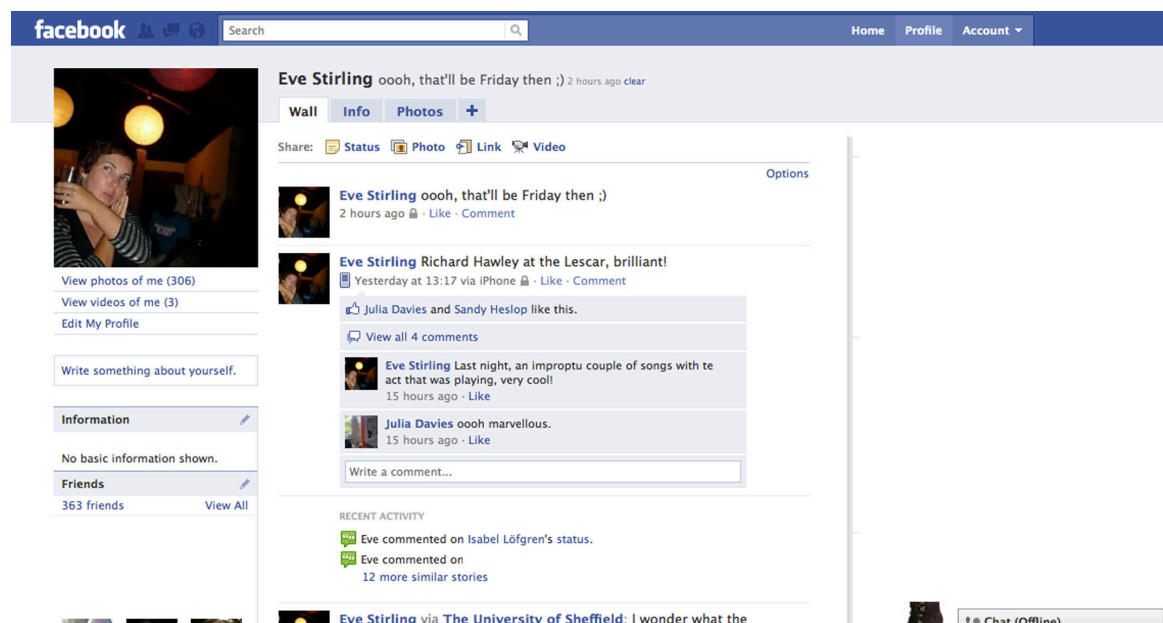 facebook
Search
Home Profile Account
Eve Stirling oooh, that'll be Friday then ;) 2 hours ago clear
Wall Info Photos +
Share: Status Photo Link Video
Options
Eve Stirling oooh, that'll be Friday then ;)
2 hours ago · Like · Comment
Eve Stirling Richard Hawley at the Lescar, brilliant!
Yesterday at 13:17 via iPhone · Like · Comment
Julia Davies and Sandy Heslop like this.
View all 4 comments
Eve Stirling Last night, an improptu couple of songs with te
act that was playing, very cool!
15 hours ago · Like
Julia Davies oooh marvellous.
15 hours ago · Like
Write a comment...
RECENT ACTIVITY
Eve commented on Isabel Löfgren's status.
Eve commented on
12 more similar stories
Eve Stirling via The University of Sheffield: I wonder what the
View photos of me (306)
View videos of me (3)
Edit My Profile
Write something about yourself.
Information
No basic information shown.
Friends
363 friends View All
Chat (Offline)